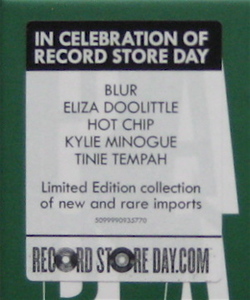 IN CELEBRATION OF
RECORD STORE DAY
BLUR
ELIZA DOOLITTLE
HOT CHIP
KYLIE MINOGUE
TINIE TEMPAH
Limited Edition collection
of new and rare imports
5099990935770
RECORD STORE DAY.COM